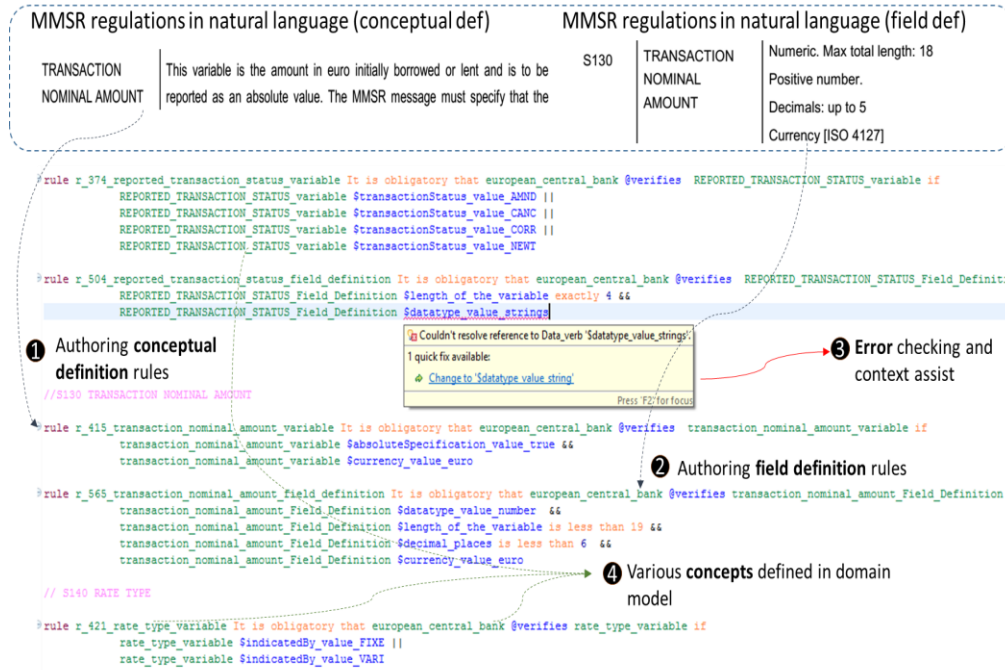 MMSR regulations in natural language (conceptual def)
MMSR regulations in natural language (field def)
TRANSACTION
NOMINAL AMOUNT
This variable is the amount in euro initially borrowed or lent and is to be
reported as an absolute value. The MMSR message must specify that the
S130
TRANSACTION
NOMINAL
AMOUNT
Numeric. Max total length: 18
Positive number.
Decimals: up to 5
Currency [ISO 4127]
rule r_374_reported_transaction_status_variable It is obligatory that european_central_bank @verifies REPORTED_TRANSACTION_STATUS_variable if
REPORTED_TRANSACTION_STATUS_variable $transactionStatus_value_AMND ||
REPORTED_TRANSACTION_STATUS_variable $transactionStatus_value_CANC ||
REPORTED_TRANSACTION_STATUS_variable $transactionStatus_value_CORR ||
REPORTED_TRANSACTION_STATUS_variable $transactionStatus_value_NEWT
rule r_504_reported_transaction_status_field_definition It is obligatory that european_central_bank @verifies REPORTED_TRANSACTION_STATUS_Field_Definit
REPORTED_TRANSACTION_STATUS_Field_Definition $length_of_the_variable exactly 4 &&
REPORTED_TRANSACTION_STATUS_Field_Definition $datatype_value_strings
Couldn't resolve reference to Data_verb '$datatype_value_strings'.
1 quick fix available:
Change to '$datatype_value_string'
Press 'F2' for focus
1 Authoring conceptual
definition rules
3 Error checking and
context assist
//S130 TRANSACTION NOMINAL AMOUNT
rule r_415_transaction_nominal_amount_variable It is obligatory that european_central_bank @verifies transaction_nominal_amount_variable if
transaction_nominal_amount_variable $absoluteSpecification_value_true &&
transaction_nominal_amount_variable $currency_value_euro
2 Authoring field definition rules
rule r_565_transaction_nominal_amount_field_definition It is obligatory that european_central_bank @verifies transaction_nominal_amount_Field_Definition
transaction_nominal_amount_Field_Definition $datatype_value_number &&
transaction_nominal_amount_Field_Definition $length_of_the_variable is less than 19 &&
transaction_nominal_amount_Field_Definition $decimal_places is less than 6 &&
transaction_nominal_amount_Field_Definition $currency_value_euro
4 Various concepts defined in domain
model
// S140 RATE TYPE
rule r_421_rate_type_variable It is obligatory that european_central_bank @verifies rate_type_variable if
rate_type_variable $indicatedBy_value_FIXE ||
rate_type_variable $indicatedBy_value_VARI